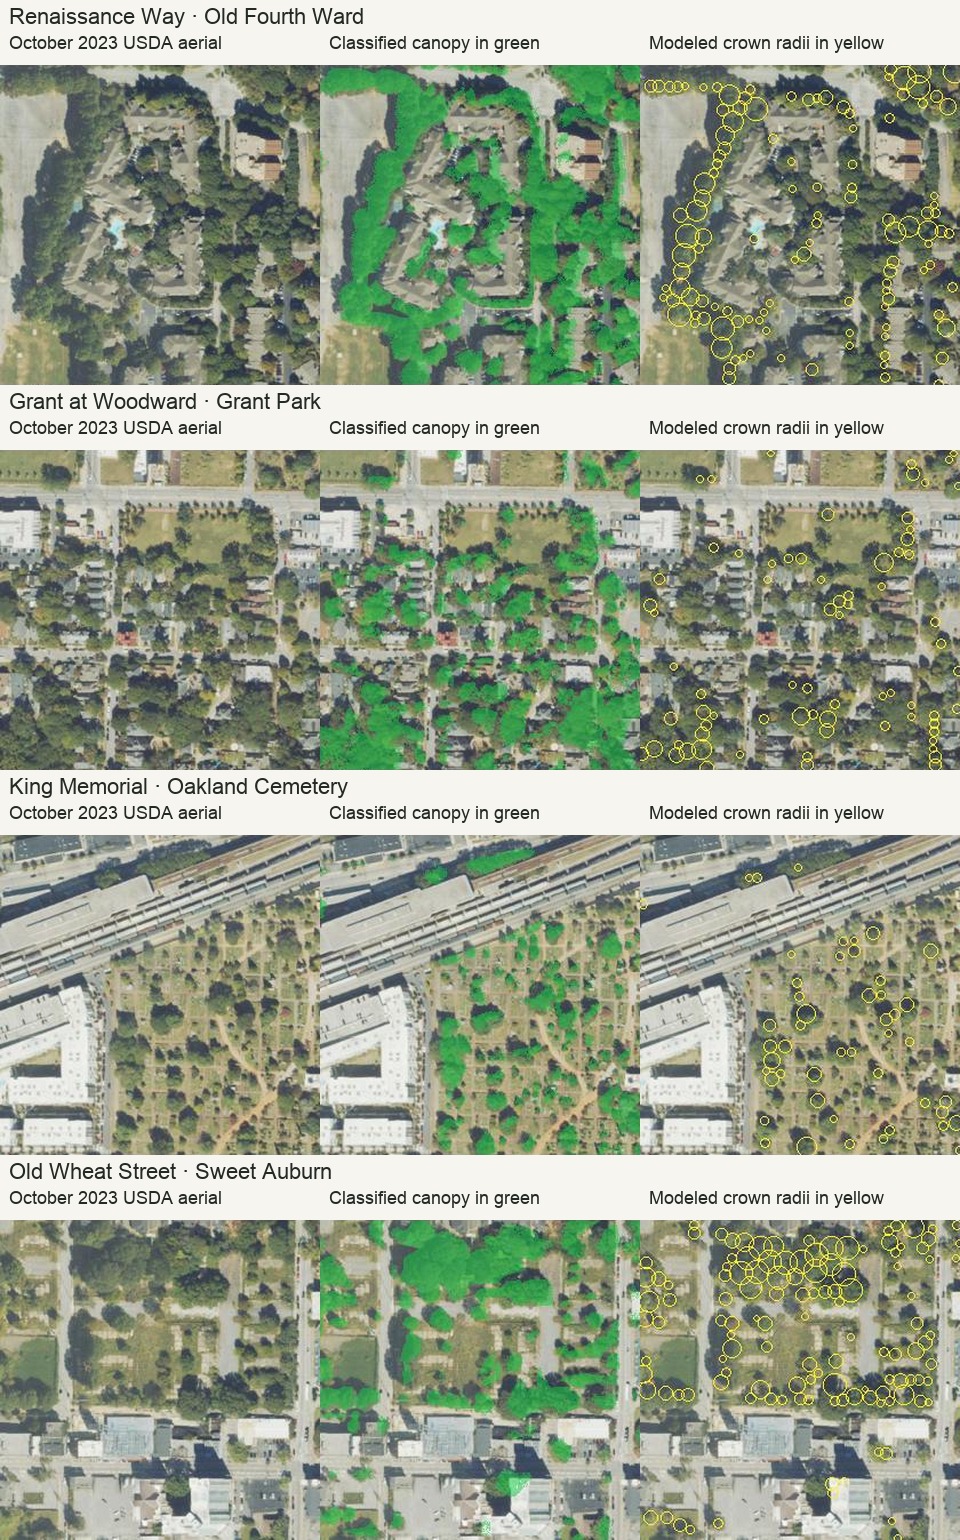 Renaissance Way · Old Fourth Ward
October 2023 USDA aerial
Classified canopy in green
Modeled crown radii in yellow
Grant at Woodward · Grant Park
October 2023 USDA aerial
Classified canopy in green
Modeled crown radii in yellow
King Memorial · Oakland Cemetery
October 2023 USDA aerial
Classified canopy in green
Modeled crown radii in yellow
Old Wheat Street · Sweet Auburn
October 2023 USDA aerial
Classified canopy in green
Modeled crown radii in yellow